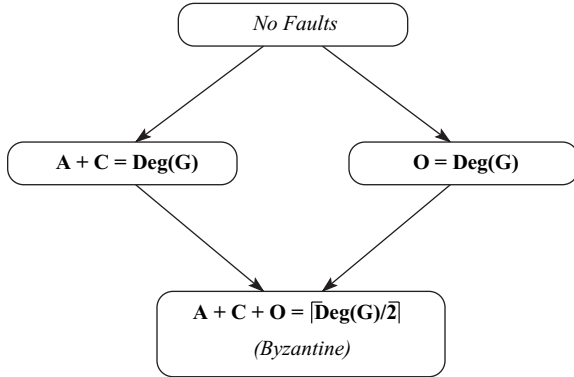 No Faults
A + C = Deg(G)
O = Deg(G)
A + C + O = ⌈Deg(G)/2⌉
(Byzantine)